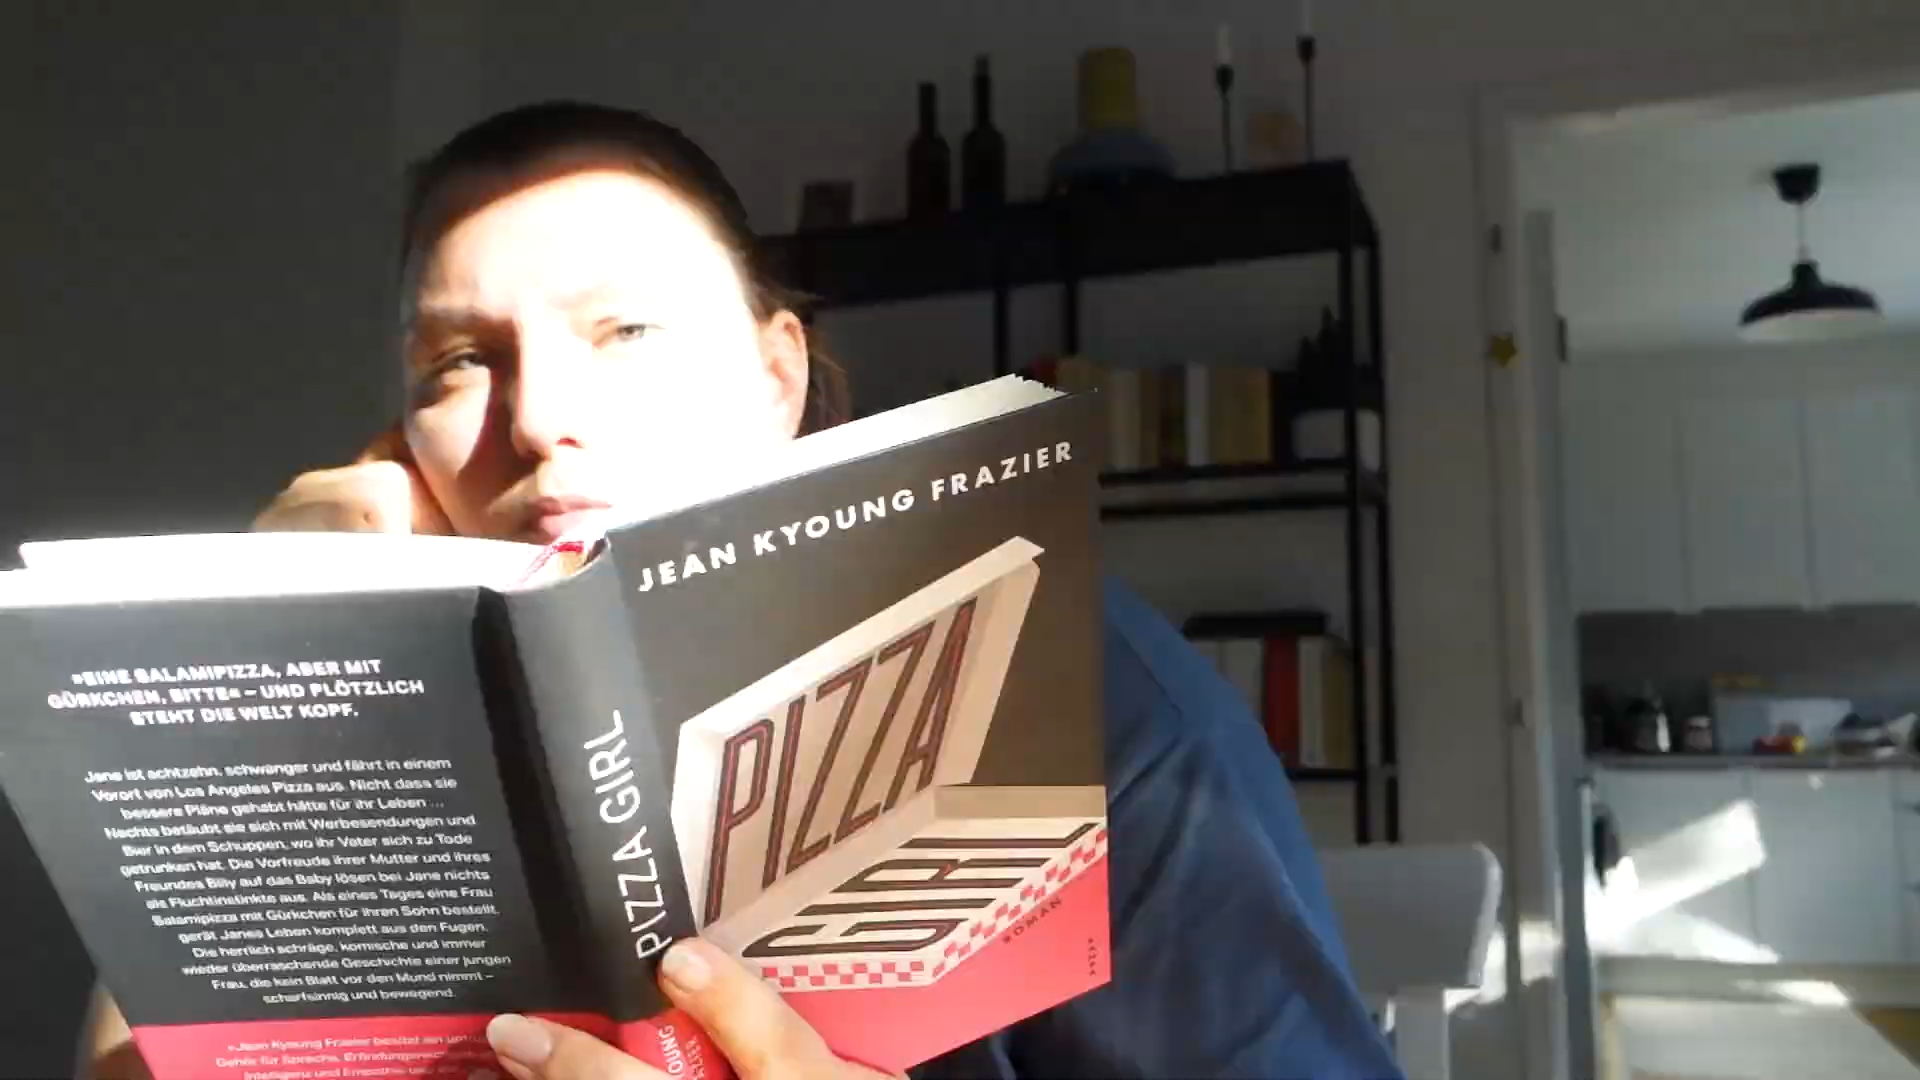 »EINE SALAMIPIZZA, ABER MIT
GÜRKCHEN, BITTE« – UND PLÖTZLICH
STEHT DIE WELT KOPF.
Jane ist achtzehn, schwanger und fährt in einem
Vorort von Los Angeles Pizza aus. Nicht dass sie
bessere Pläne gehabt hätte für ihr Leben ...
Nachts betäubt sie sich mit Werbesendungen und
Bier in dem Schuppen, wo ihr Vater sich zu Tode
getrunken hat. Die Vorfreude ihrer Mutter und ihres
Freundes Billy auf das Baby lösen bei Jane nichts
als Fluchtinstinkte aus. Als eines Tages eine Frau
Salamipizza mit Gürkchen für ihren Sohn bestellt,
gerät Janes Leben komplett aus den Fugen.
Die herrlich schräge, komische und immer
wieder überraschende Geschichte einer jungen
Frau, die kein Blatt vor den Mund nimmt –
scharfsinnig und bewegend.
»Jean Kyoung Frazier besitzt ein
Gehör für Sprache,
Intelligenz und Empathie
PIZZA GIRL
JEAN KYOUNG FRAZIER
PIZZA
GIRL
ROMAN